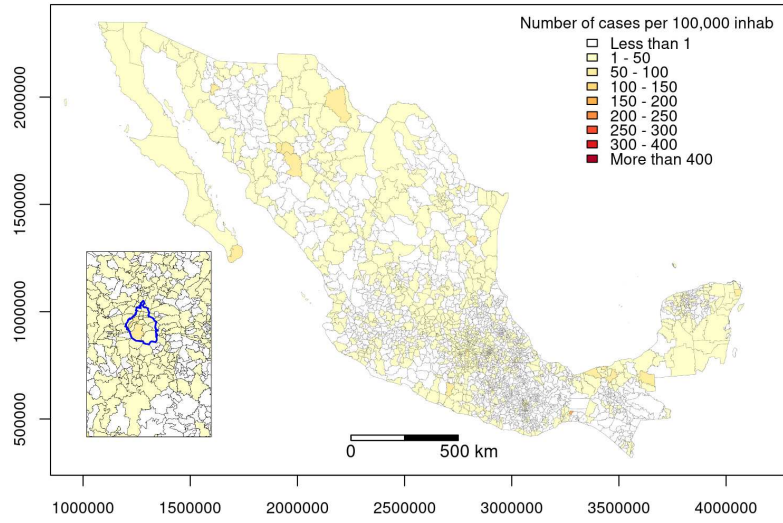 Number of cases per 100,000 inhab
Less than 1
1 - 50
50 - 100
100 - 150
150 - 200
200 - 250
250 - 300
300 - 400
More than 400
2000000
1500000
1000000
500000
0 500 km
1000000 1500000 2000000 2500000 3000000 3500000 4000000